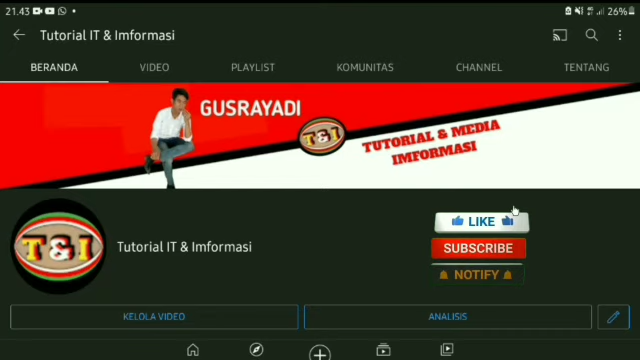 21.43
26%
Tutorial IT & Imformasi
BERANDA VIDEO PLAYLIST KOMUNITAS CHANNEL TENTANG
GUSRAYADI
T&I
TUTORIAL & MEDIA
IMFORMASI
T&I
Tutorial IT & Imformasi
LIKE
SUBSCRIBE
NOTIFY
KELOLA VIDEO
ANALISIS